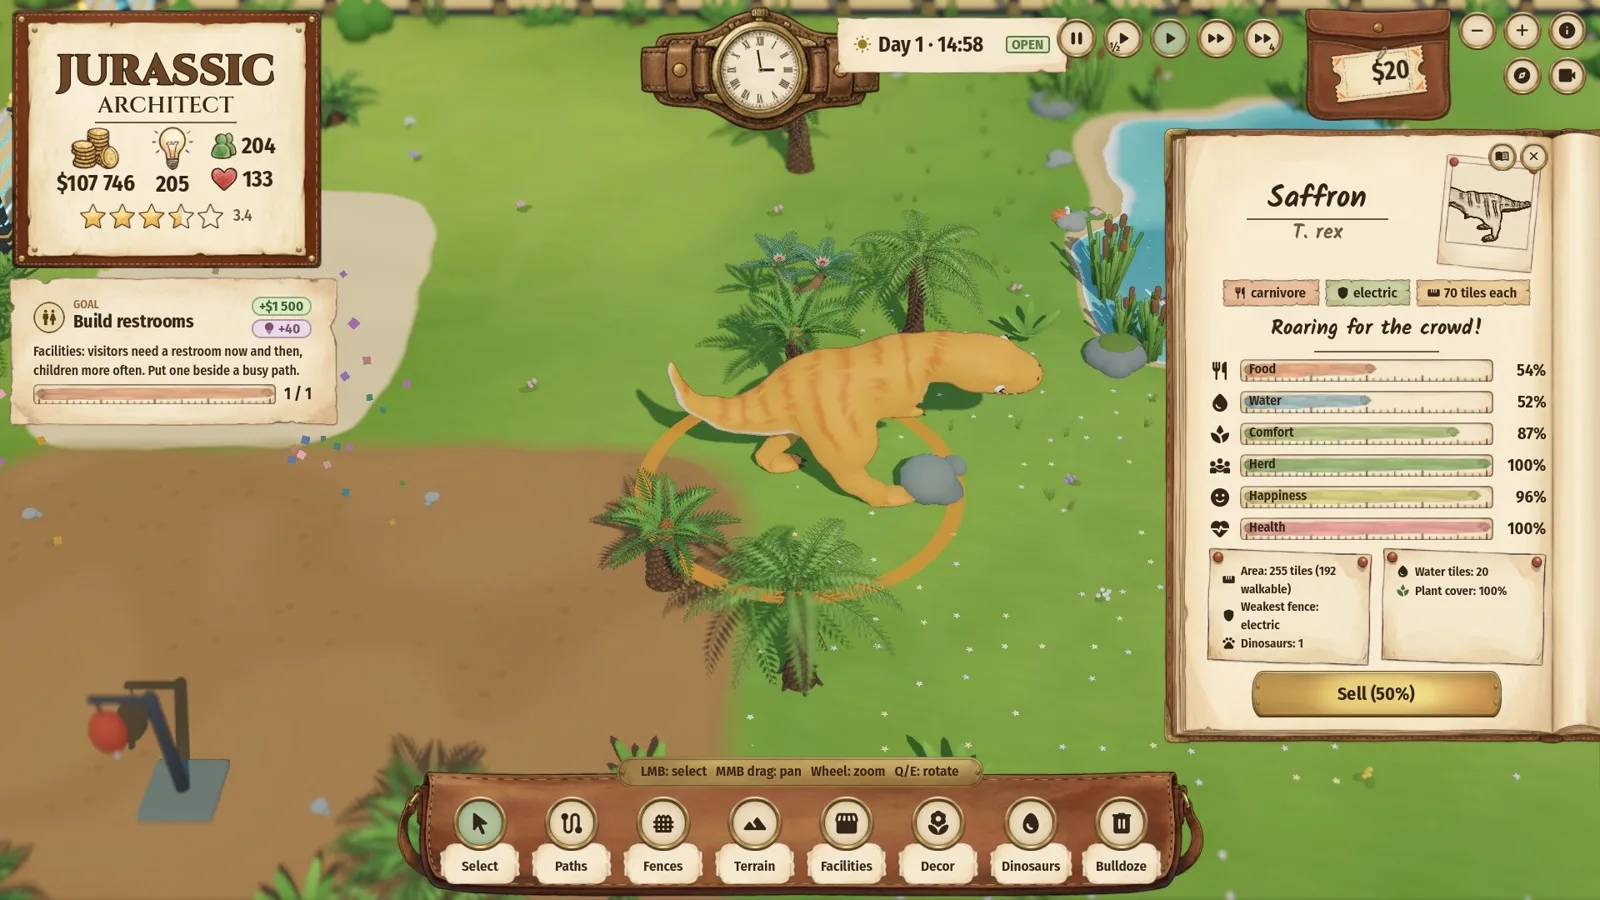 JURASSIC
ARCHITECT
$107 746
205
204
133
3.4
GOAL
Build restrooms
+$1 500
+40
Facilities: visitors need a restroom now and then,
children more often. Put one beside a busy path.
1 / 1
Day 1 · 14:58
OPEN
½
4
$20
Saffron
T. rex
carnivore
electric
70 tiles each
Roaring for the crowd!
Food 54%
Water 52%
Comfort 87%
Herd 100%
Happiness 96%
Health 100%
Area: 255 tiles (192
walkable)
Weakest fence:
electric
Dinosaurs: 1
Water tiles: 20
Plant cover: 100%
Sell (50%)
LMB: select MMB drag: pan Wheel: zoom Q/E: rotate
Select
Paths
Fences
Terrain
Facilities
Decor
Dinosaurs
Bulldoze